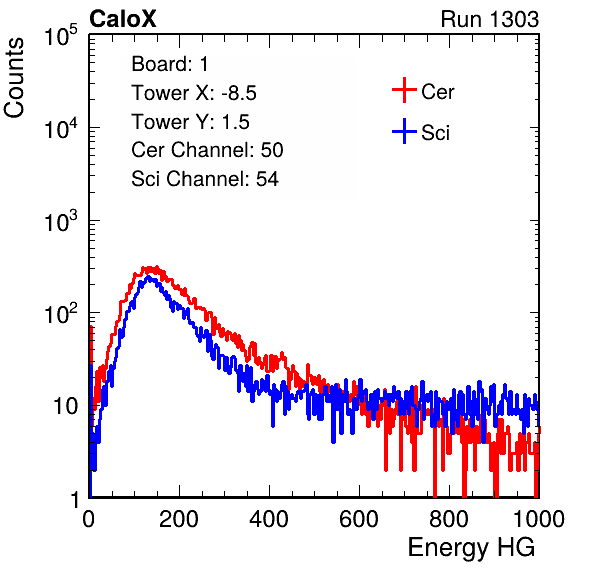 CaloX Run 1303
Counts
Board: 1
Tower X: -8.5
Tower Y: 1.5
Cer Channel: 50
Sci Channel: 54
Cer
Sci
10^5
10^4
10^3
10^2
10
1
0 200 400 600 800 1000
Energy HG